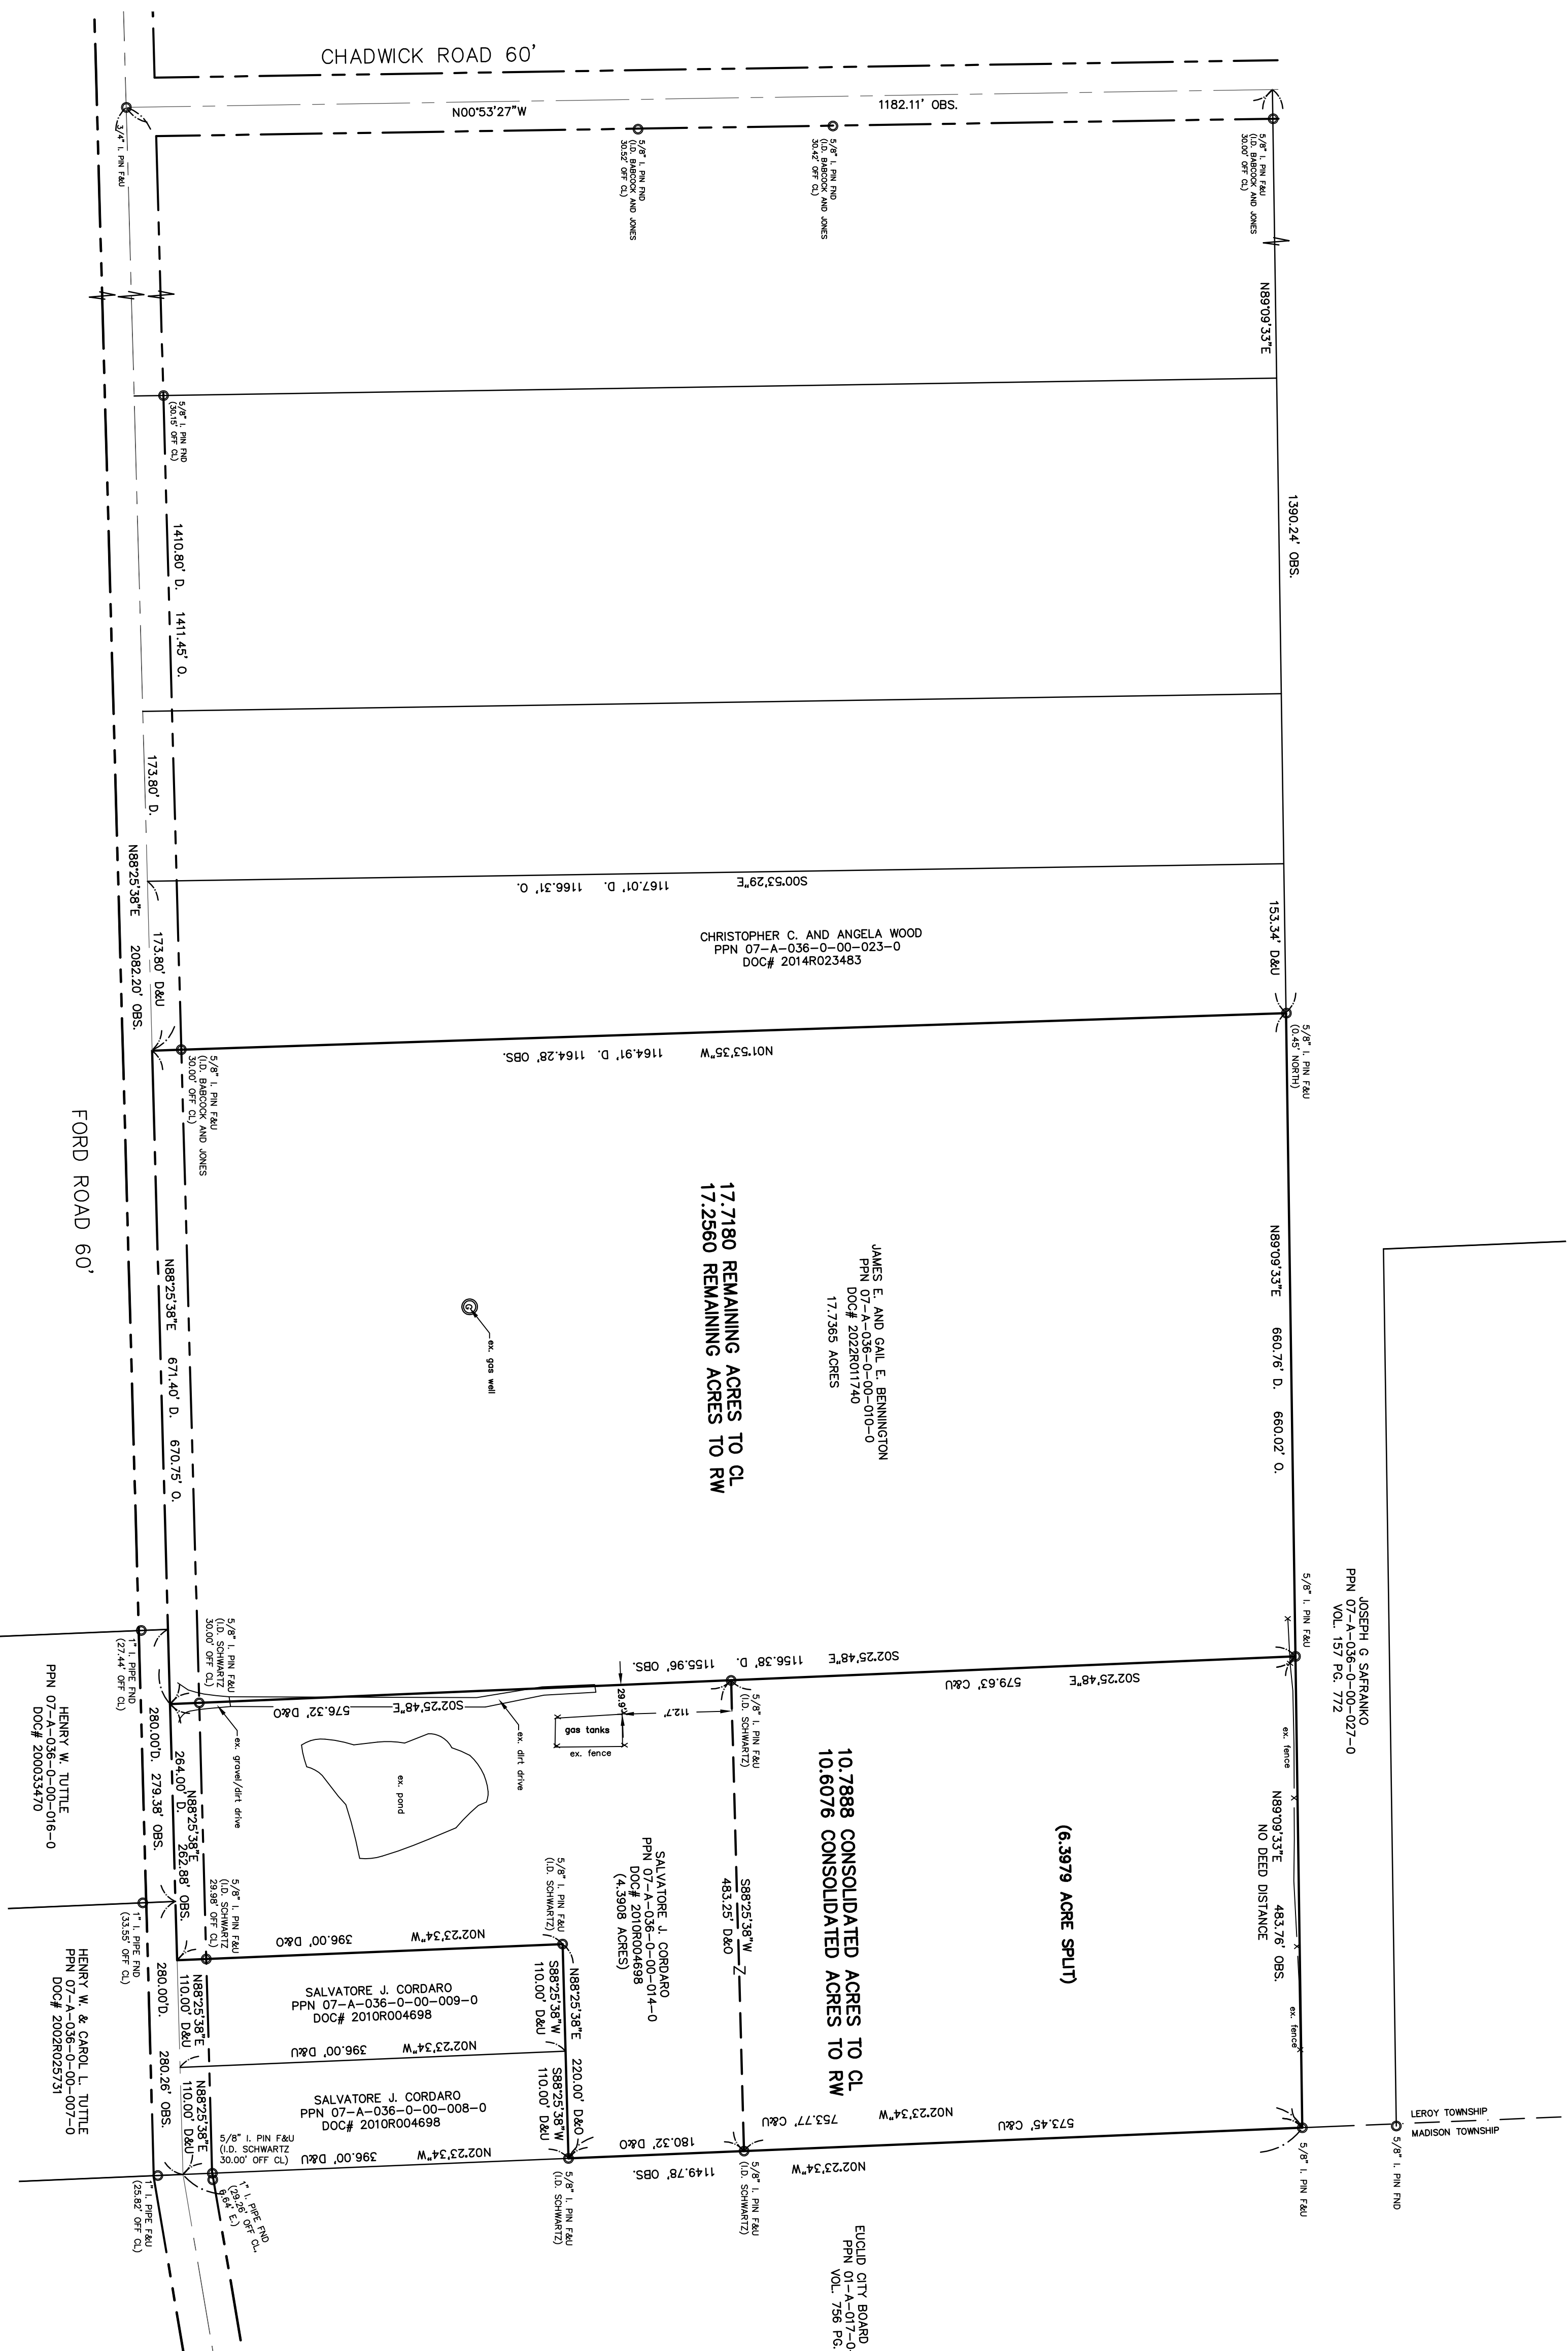 CHADWICK ROAD 60'
N00°53'27"W
1182.11' OBS.
3/4" I. PIN F&U
5/8" I. PIN FND
(I.D. BABCOCK AND JONES
30.52' OFF CL)
5/8" I. PIN FND
(I.D. BABCOCK AND JONES
30.42' OFF CL)
5/8" I. PIN F&U
(I.D. BABCOCK AND JONES
30.00' OFF CL)
N89°09'33"E
1390.24' OBS.
5/8" I. PIN FND
(30.15' OFF CL)
1410.80' D. 1411.45' O.
173.80' D.
N88°25'38"E 2082.20' OBS.
173.80' D&U
S00°53'29"E 1167.01' D. 1166.31' O.
CHRISTOPHER C. AND ANGELA WOOD
PPN 07-A-036-0-00-023-0
DOC# 2014R023483
153.34' D&U
5/8" I. PIN F&U
(0.45' NORTH)
N01°53'35"W 1164.91' D. 1164.28' OBS.
5/8" I. PIN F&U
(I.D. BABCOCK AND JONES
30.00' OFF CL)
FORD ROAD 60'
N88°25'38"E 671.40' D. 670.75' O.
17.7180 REMAINING ACRES TO CL
17.2560 REMAINING ACRES TO RW
JAMES E. AND GAIL E. BENNINGTON
PPN 07-A-036-0-00-010-0
DOC# 2022R011740
17.7365 ACRES
G
ex. gas well
N89°09'33"E 660.76' D. 660.02' O.
5/8" I. PIN F&U
JOSEPH G SAFRANKO
PPN 07-A-036-0-00-027-0
VOL. 157 PG. 772
S02°25'48"E 1156.38' D. 1155.96' OBS.
S02°25'48"E 579.63' C&U
S02°25'48"E 576.32' D&O
5/8" I. PIN F&U
(I.D. SCHWARTZ
30.00' OFF CL)
1" I. PIPE FND
(27.44' OFF CL)
HENRY W. TUTTLE
PPN 07-A-036-0-00-016-0
DOC# 200033470
280.00'D. 279.38' OBS.
264.00' D. 262.88' OBS.
N88°25'38"E
ex. gravel/dirt drive
ex. dirt drive
ex. pond
29.9'
112.7'
gas tanks
ex. fence
5/8" I. PIN F&U
(I.D. SCHWARTZ)
10.7888 CONSOLIDATED ACRES TO CL
10.6076 CONSOLIDATED ACRES TO RW
(6.3979 ACRE SPLIT)
ex. fence
N89°09'33"E 483.76' OBS.
NO DEED DISTANCE
ex. fence
S88°25'38"W
483.25' D&O
Z
SALVATORE J. CORDARO
PPN 07-A-036-0-00-014-0
DOC# 2010R004698
(4.3908 ACRES)
5/8" I. PIN F&U
(I.D. SCHWARTZ
29.98' OFF CL)
5/8" I. PIN F&U
(I.D. SCHWARTZ)
N02°23'34"W 396.00' D&O
1" I. PIPE FND
(33.55' OFF CL)
HENRY W. & CAROL L. TUTTLE
PPN 07-A-036-0-00-007-0
DOC# 2002R025731
280.00'D. 280.26' OBS.
N88°25'38"E
110.00' D&U
SALVATORE J. CORDARO
PPN 07-A-036-0-00-009-0
DOC# 2010R004698
N88°25'38"E 220.00' D&O
S88°25'38"W
110.00' D&U
N02°23'34"W 396.00' D&U
N88°25'38"E
110.00' D&U
SALVATORE J. CORDARO
PPN 07-A-036-0-00-008-0
DOC# 2010R004698
S88°25'38"W
110.00' D&U
5/8" I. PIN F&U
(I.D. SCHWARTZ
30.00' OFF CL)
N02°23'34"W 396.00' D&U
180.32' D&O
N02°23'34"W 753.77' C&U
573.45' C&U
N02°23'34"W 1149.78' OBS.
LEROY TOWNSHIP
MADISON TOWNSHIP
5/8" I. PIN FND
5/8" I. PIN F&U
5/8" I. PIN F&U
(I.D. SCHWARTZ)
5/8" I. PIN F&U
(I.D. SCHWARTZ)
1" I. PIPE FND
(29.26' OFF CL.
6.64' E.)
1" I. PIPE F&U
(25.82' OFF CL)
EUCLID CITY BOARD
PPN 01-A-017-0-
VOL. 756 PG.